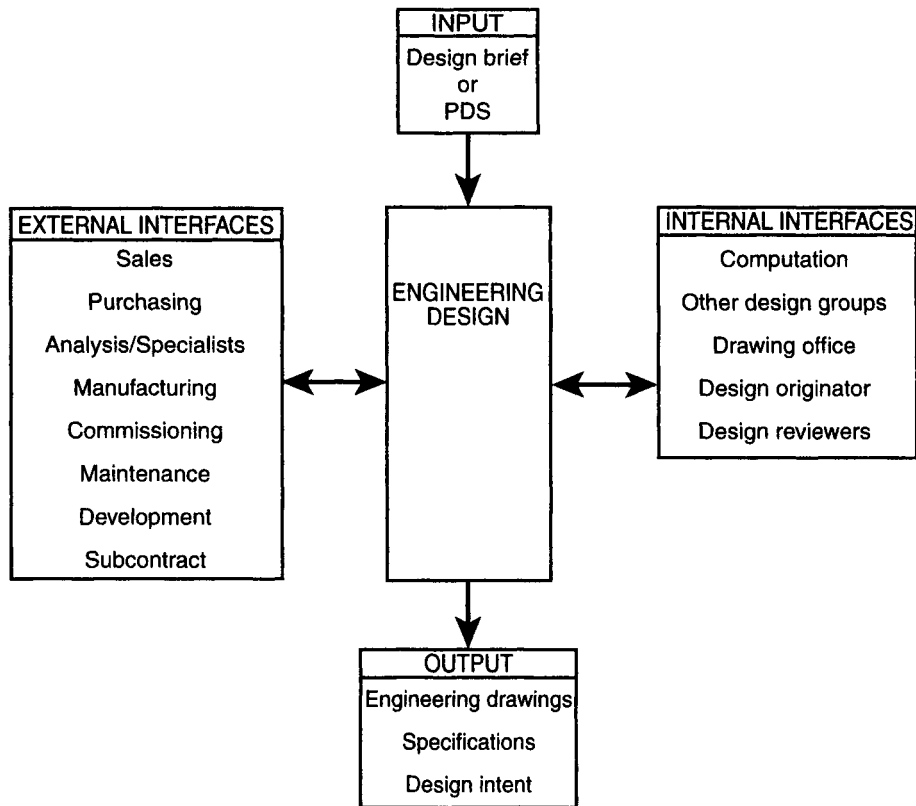 INPUT
Design brief
or
PDS
EXTERNAL INTERFACES
Sales
Purchasing
Analysis/Specialists
Manufacturing
Commissioning
Maintenance
Development
Subcontract
ENGINEERING
DESIGN
INTERNAL INTERFACES
Computation
Other design groups
Drawing office
Design originator
Design reviewers
OUTPUT
Engineering drawings
Specifications
Design intent